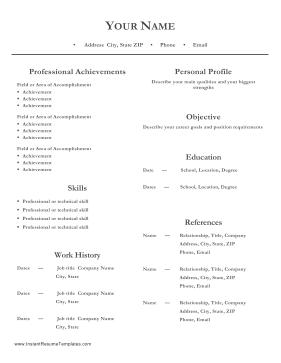 YOUR NAME
• Address City, State ZIP • Phone • Email
Professional Achievements
Field or Area of Accomplishment
• Achievement
• Achievement
• Achievement
Field or Area of Accomplishment
• Achievement
• Achievement
• Achievement
Field or Area of Accomplishment
• Achievement
• Achievement
• Achievement
Skills
• Professional or technical skill
• Professional or technical skill
• Professional or technical skill
• Professional or technical skill
Work History
Dates — Job title Company Name
City, State
Dates — Job title Company Name
City, State
Dates — Job title Company Name
City, State
Personal Profile
Describe your main qualities and your biggest
strengths
Objective
Describe your career goals and position requirements
Education
Date — School, Location, Degree
Dates — School, Location, Degree
References
Name — Relationship, Title, Company
Address, City, State, ZIP
Phone, Email
Name — Relationship, Title, Company
Address, City, State, ZIP
Phone, Email
Name — Relationship, Title, Company
Address, City, State, ZIP
Phone, Email
www.InstantResumeTemplates.com